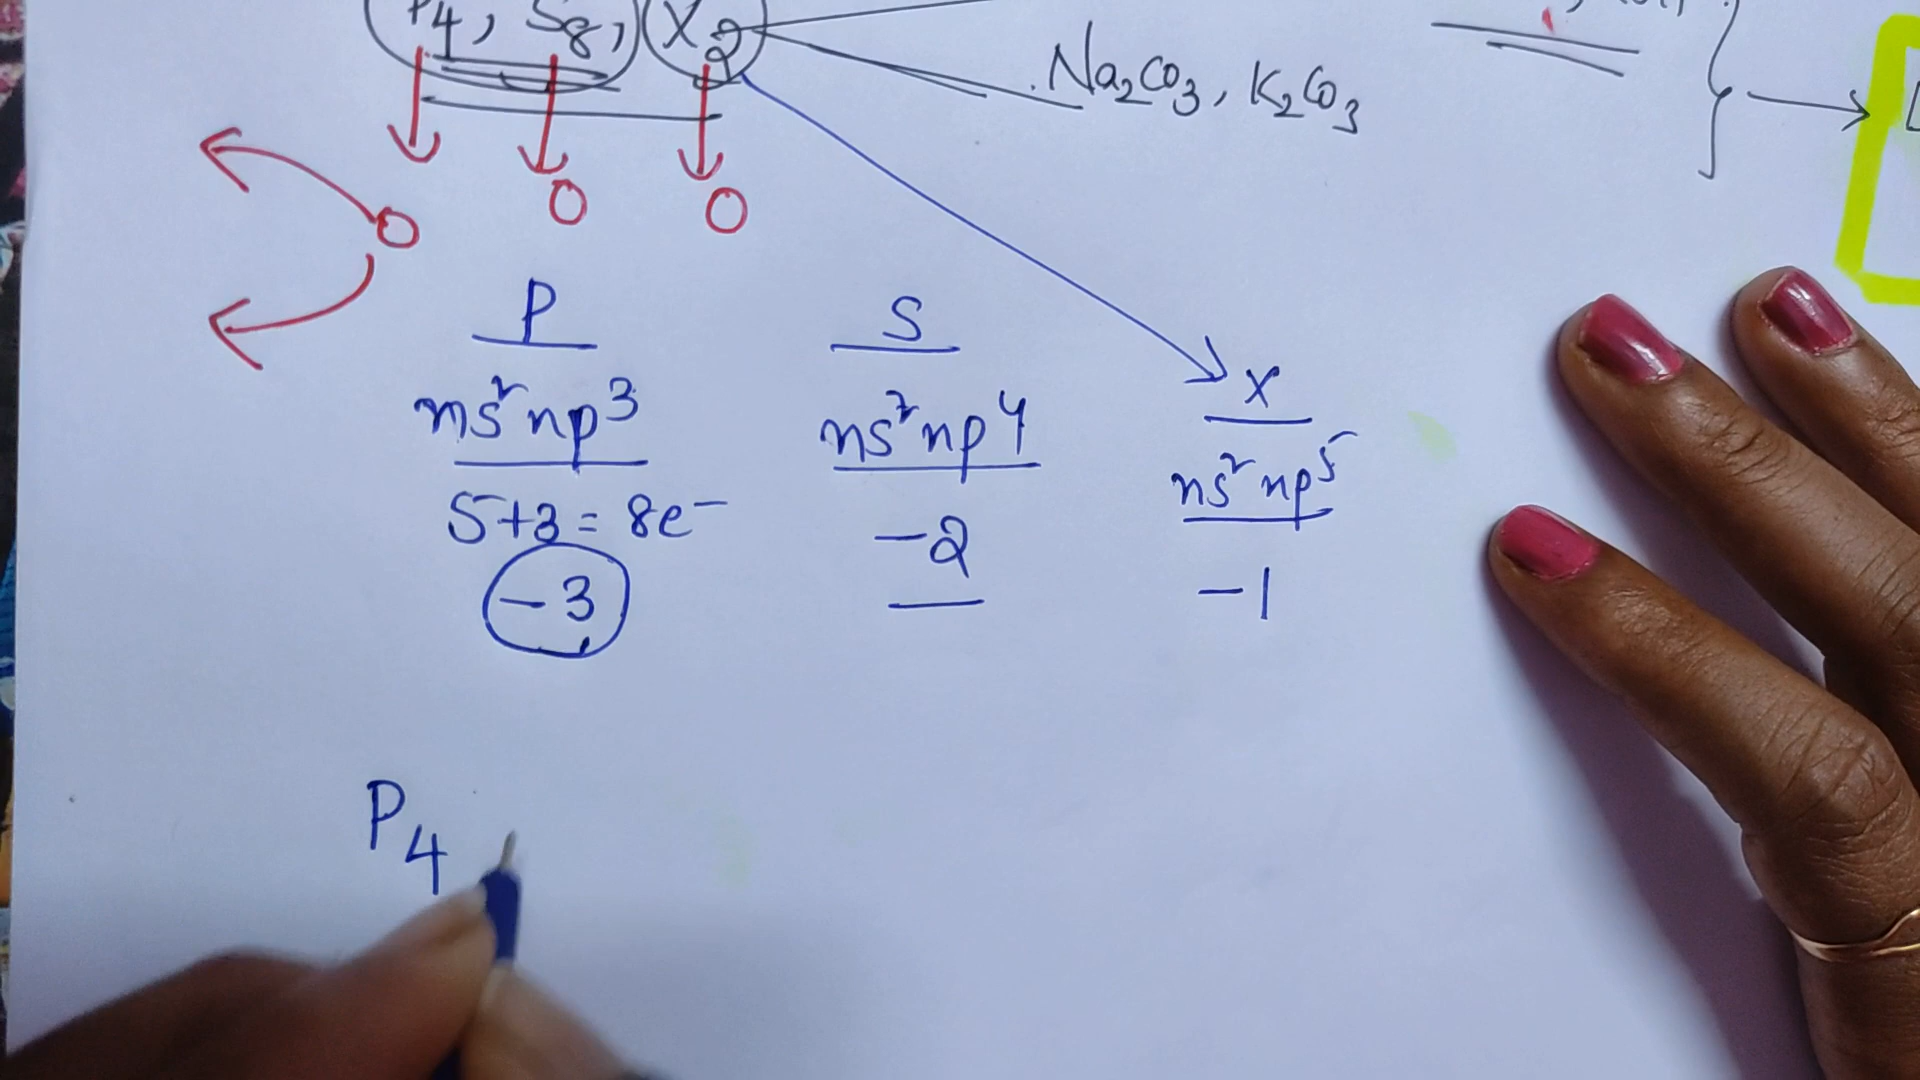 P4, S8, X2
Na2CO3, K2CO3
0 0 0
P S X
ns2np3 ns2np4 ns2np5
5+3=8e- -2 -1
-3
P4